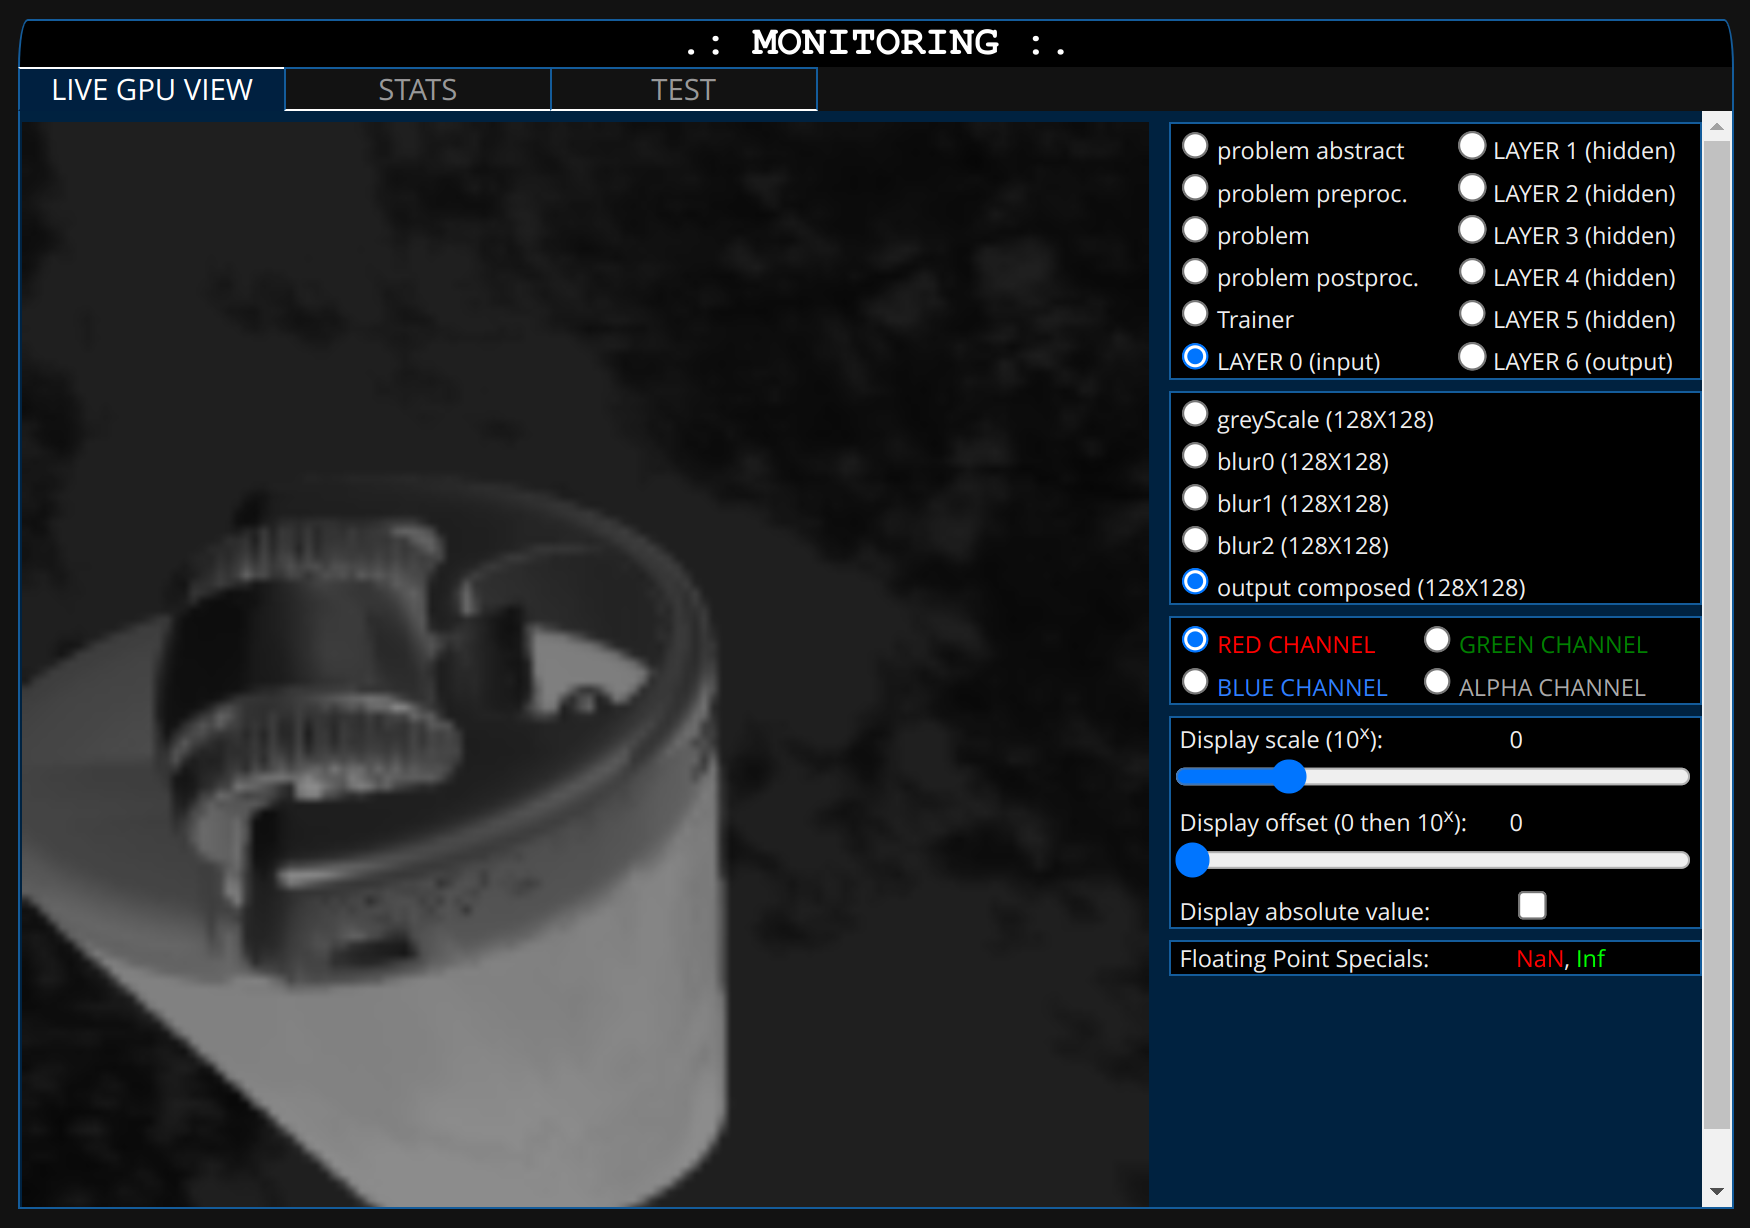 .: MONITORING :.
LIVE GPU VIEW STATS TEST
problem abstract
problem preproc.
problem
problem postproc.
Trainer
LAYER 0 (input)
LAYER 1 (hidden)
LAYER 2 (hidden)
LAYER 3 (hidden)
LAYER 4 (hidden)
LAYER 5 (hidden)
LAYER 6 (output)
greyScale (128X128)
blur0 (128X128)
blur1 (128X128)
blur2 (128X128)
output composed (128X128)
RED CHANNEL GREEN CHANNEL
BLUE CHANNEL ALPHA CHANNEL
Display scale (10ˣ): 0
Display offset (0 then 10ˣ): 0
Display absolute value:
Floating Point Specials: NaN, Inf